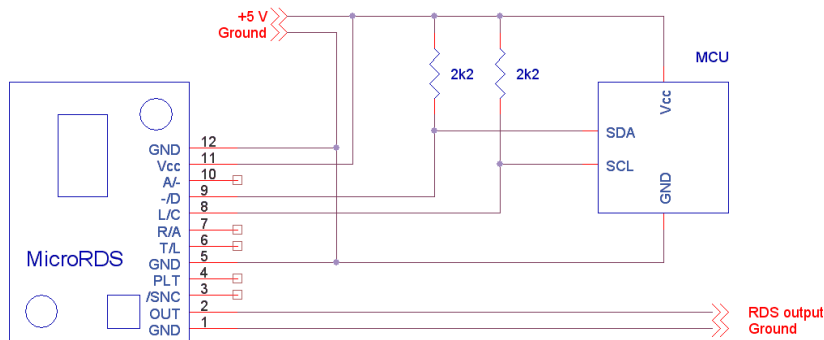 +5 V
Ground
MCU
2k2
2k2
Vcc
SDA
SCL
GND
GND 12
Vcc 11
A/- 10
-/D 9
L/C 8
R/A 7
T/L 6
GND 5
PLT 4
/SNC 3
OUT 2
GND 1
MicroRDS
RDS output
Ground